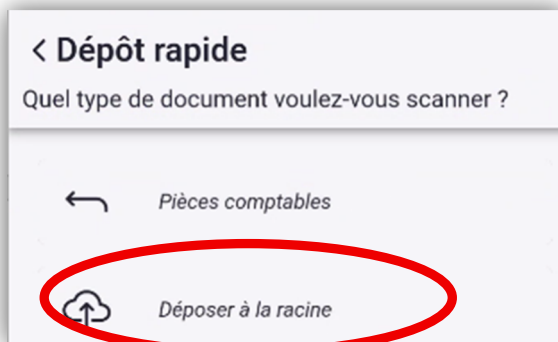 Dépôt rapide
Quel type de document voulez-vous scanner ?
Pièces comptables
Déposer à la racine